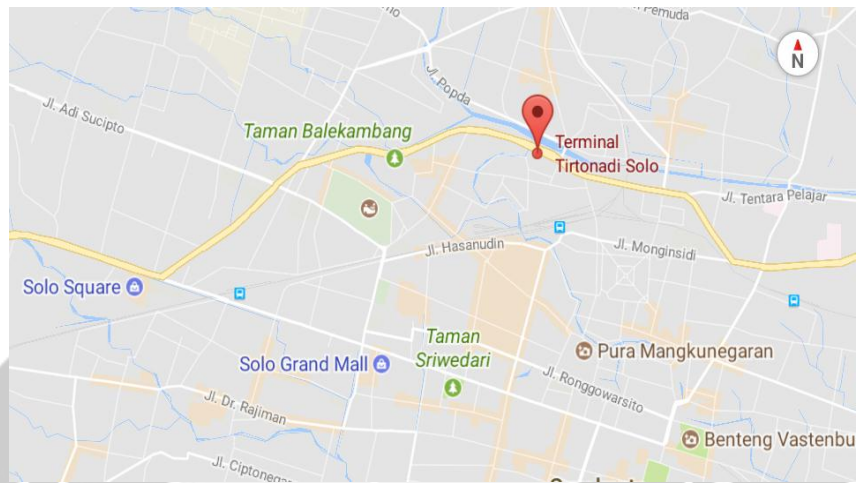 Pemuda
Jl. Popda
N
Jl. Adi Sucipto
Taman Balekambang
Terminal
Tirtonadi Solo
Jl. Tentara Pelajar
Jl. Hasanudin
Jl. Monginsidi
Solo Square
Taman
Sriwedari
Pura Mangkunegaran
Solo Grand Mall
Jl. Ronggowarsito
Jl. Dr. Rajiman
Benteng Vastenbu
Jl. Ciptonega